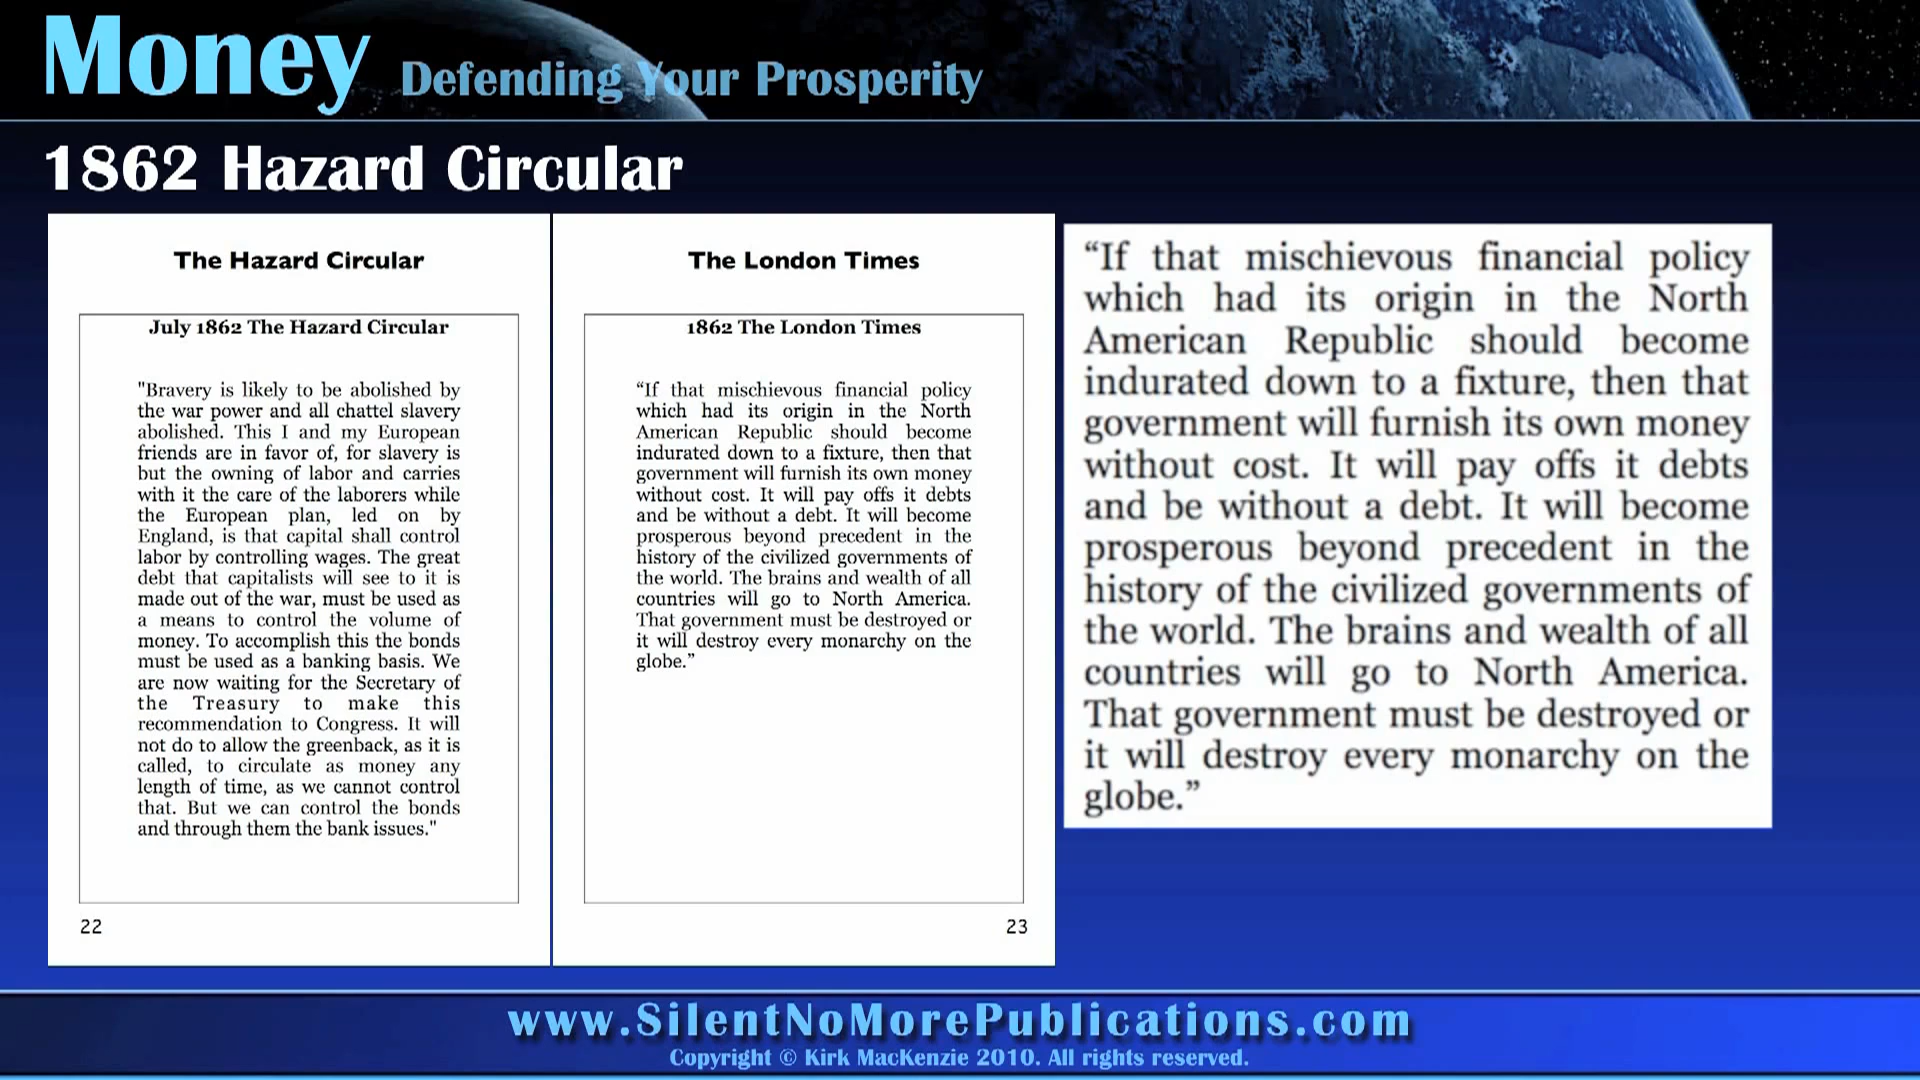 Money Defending Your Prosperity
1862 Hazard Circular
The Hazard Circular
July 1862 The Hazard Circular
"Bravery is likely to be abolished by
the war power and all chattel slavery
abolished. This I and my European
friends are in favor of, for slavery is
but the owning of labor and carries
with it the care of the laborers while
the European plan, led on by
England, is that capital shall control
labor by controlling wages. The great
debt that capitalists will see to it is
made out of the war, must be used as
a means to control the volume of
money. To accomplish this the bonds
must be used as a banking basis. We
are now waiting for the Secretary of
the Treasury to make this
recommendation to Congress. It will
not do to allow the greenback, as it is
called, to circulate as money any
length of time, as we cannot control
that. But we can control the bonds
and through them the bank issues."
22
The London Times
1862 The London Times
“If that mischievous financial policy
which had its origin in the North
American Republic should become
indurated down to a fixture, then that
government will furnish its own money
without cost. It will pay offs it debts
and be without a debt. It will become
prosperous beyond precedent in the
history of the civilized governments of
the world. The brains and wealth of all
countries will go to North America.
That government must be destroyed or
it will destroy every monarchy on the
globe.”
23
“If that mischievous financial policy
which had its origin in the North
American Republic should become
indurated down to a fixture, then that
government will furnish its own money
without cost. It will pay offs it debts
and be without a debt. It will become
prosperous beyond precedent in the
history of the civilized governments of
the world. The brains and wealth of all
countries will go to North America.
That government must be destroyed or
it will destroy every monarchy on the
globe.”
www.SilentNoMorePublications.com
Copyright © Kirk MacKenzie 2010. All rights reserved.